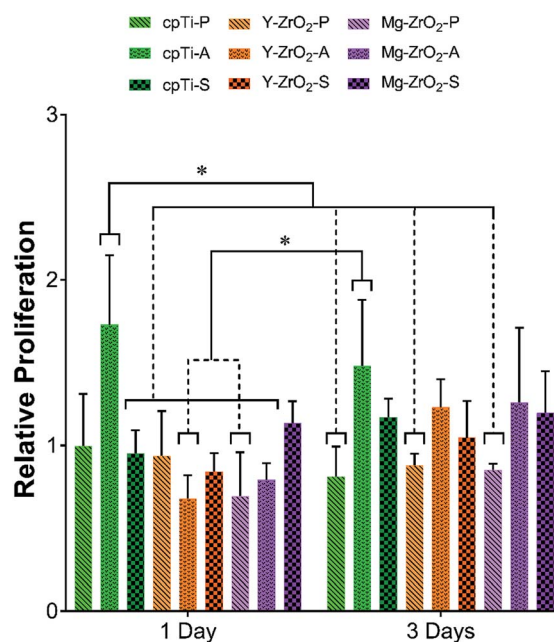 cpTi-P Y-ZrO₂-P Mg-ZrO₂-P
cpTi-A Y-ZrO₂-A Mg-ZrO₂-A
cpTi-S Y-ZrO₂-S Mg-ZrO₂-S
3
*
2
*
1
0
Relative Proliferation
1 Day 3 Days